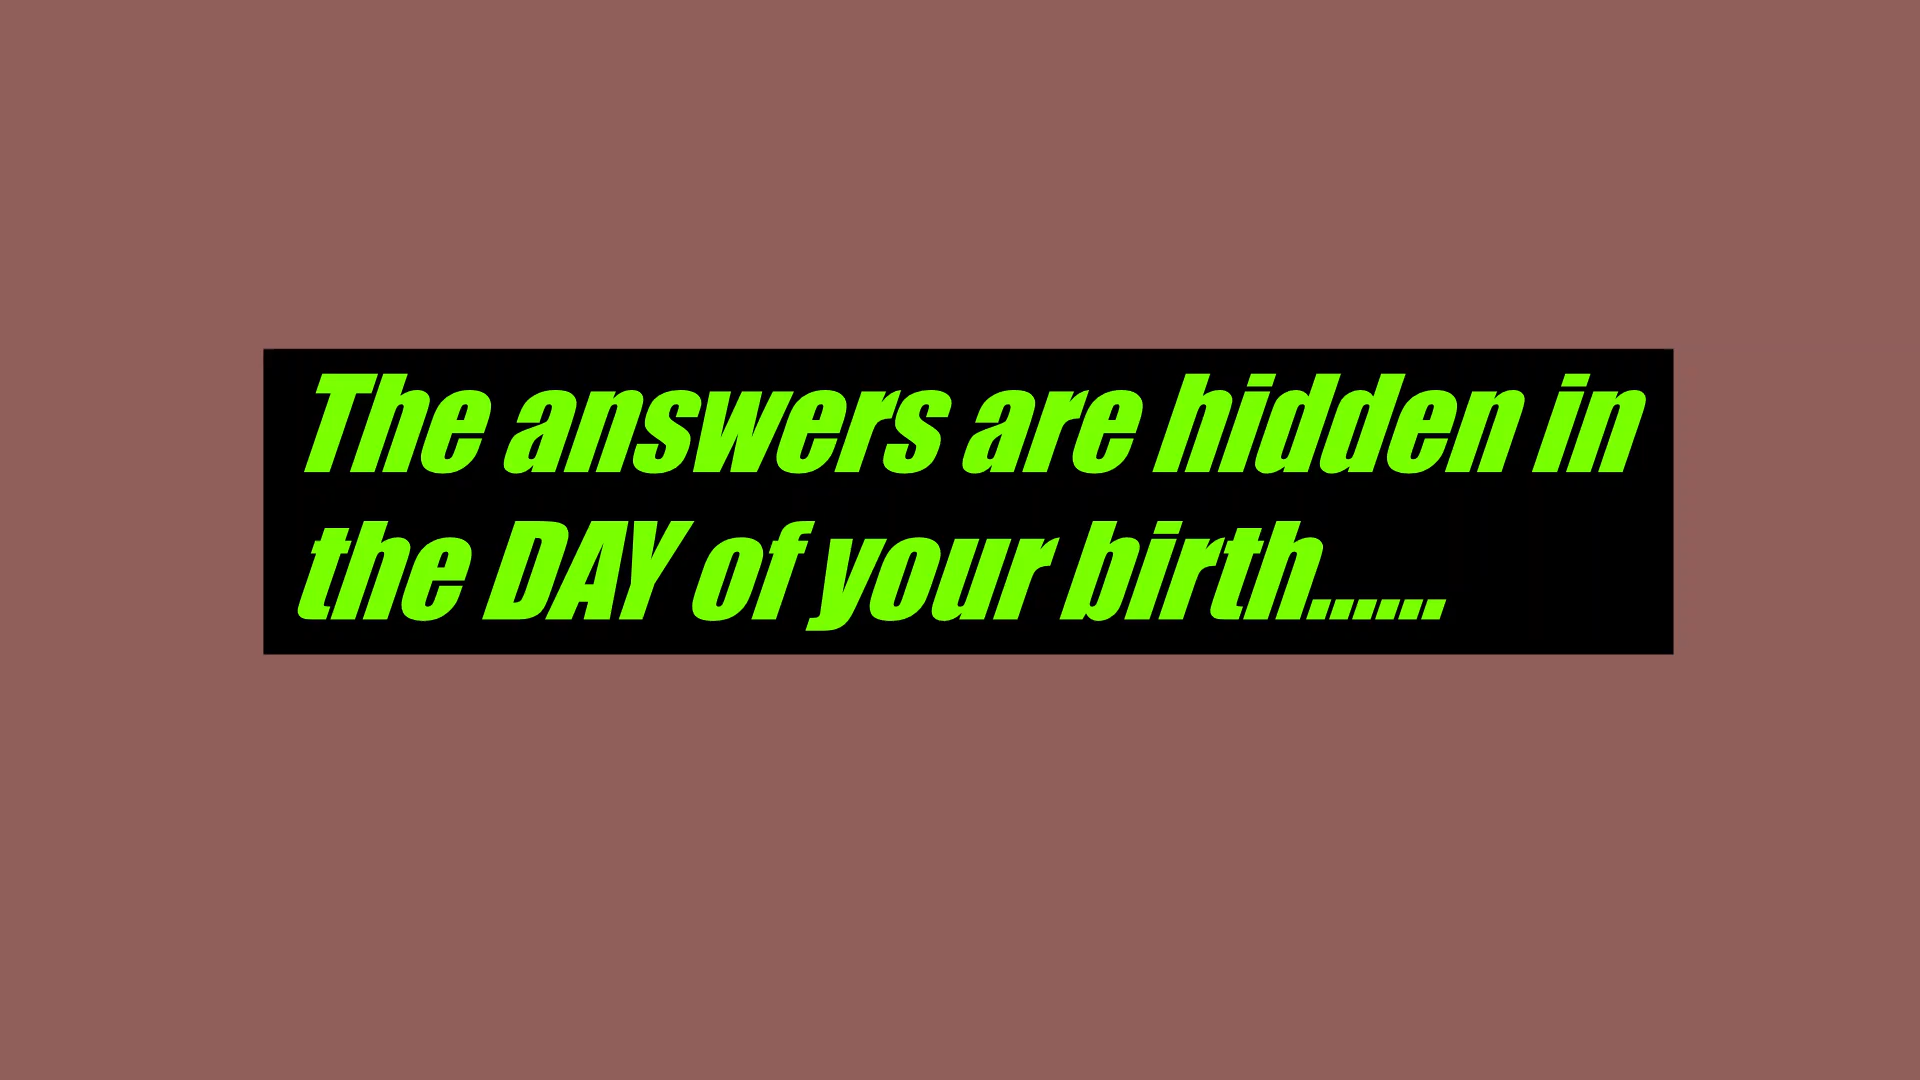 The answers are hidden in
the DAY of your birth......